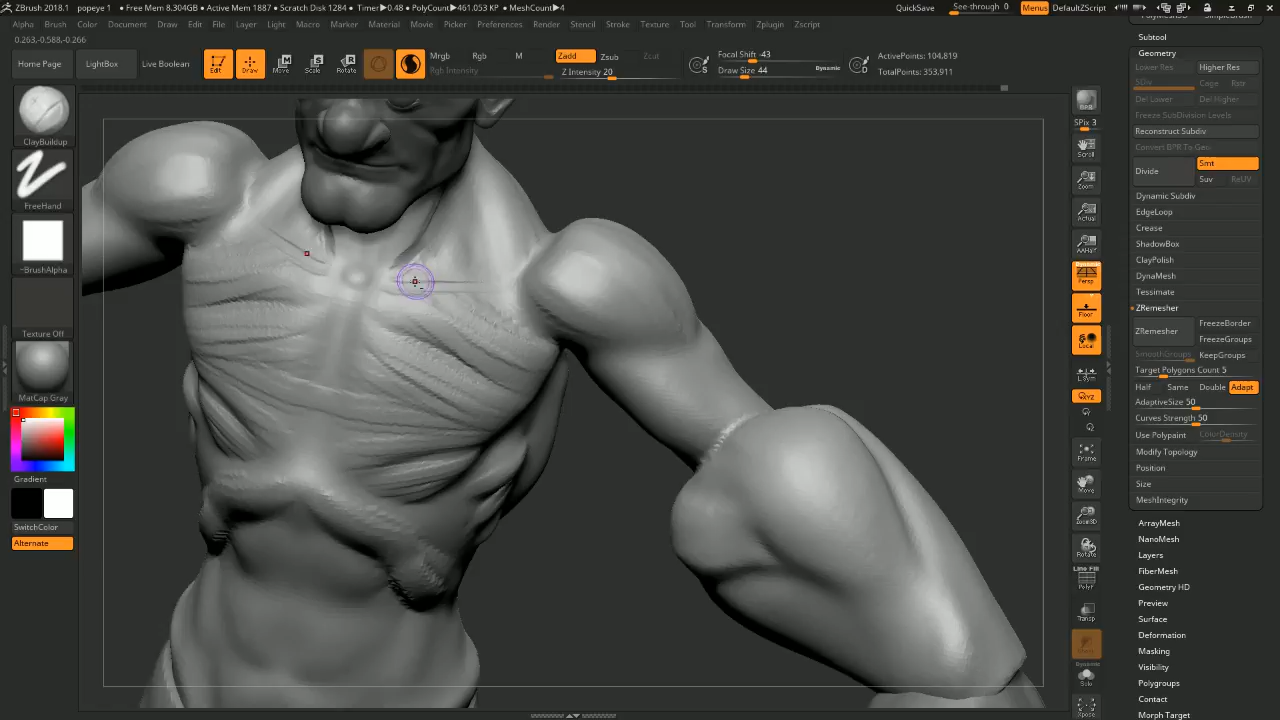 ZBrush 2018.1 popeye 1 ● Free Mem 8.304GB ● Active Mem 1887 ● Scratch Disk 1284 ● Timer▶0.48 ● PolyCount▶461.053 KP ● MeshCount▶4 QuickSave See-through 0 Menus DefaultZScript
Alpha Brush Color Document Draw Edit File Layer Light Macro Marker Material Movie Picker Preferences Render Stencil Stroke Texture Tool Transform Zplugin Zscript
0.263,-0.588,-0.266
Home Page LightBox Live Boolean Edit Draw Move Scale Rotate
Mrgb Rgb M
Rgb Intensity
Zadd Zsub Zcut
Z Intensity 20
S
Focal Shift -43
Draw Size 44 Dynamic
D
ActivePoints: 104,819
TotalPoints: 353,911
ClayBuildup
FreeHand
~BrushAlpha
Texture Off
MatCap Gray
Gradient
SwitchColor
Alternate
BPR
SPix 3
Scroll
Zoom
Actual
AAHalf
Dynamic
Persp
Floor
Local
L.Sym
XYZ
Frame
Move
Zoom3D
Rotate
Line Fill
PolyF
Transp
Dynamic
Solo
Xpose
Subtool
Geometry
Lower Res Higher Res
SDiv Cage Rstr
Del Lower Del Higher
Freeze SubDivision Levels
Reconstruct Subdiv
Convert BPR To Geo
Divide Smt
Suv ReUV
Dynamic Subdiv
EdgeLoop
Crease
ShadowBox
ClayPolish
DynaMesh
Tessimate
ZRemesher
ZRemesher FreezeBorder
FreezeGroups
SmoothGroups KeepGroups
Target Polygons Count 5
Half Same Double Adapt
AdaptiveSize 50
Curves Strength 50
Use Polypaint ColorDensity
Modify Topology
Position
Size
MeshIntegrity
ArrayMesh
NanoMesh
Layers
FiberMesh
Geometry HD
Preview
Surface
Deformation
Masking
Visibility
Polygroups
Contact
Morph Target